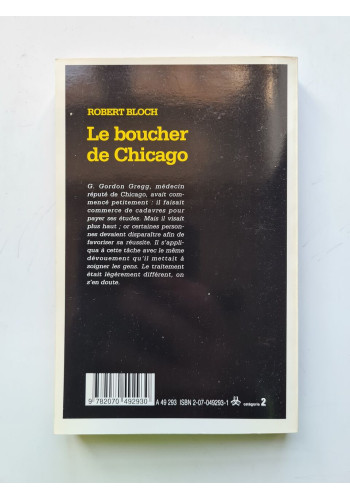 ROBERT BLOCH
Le boucher
de Chicago
G. Gordon Gregg, médecin
réputé de Chicago, avait com-
mencé petitement : il faisait
commerce de cadavres pour
payer ses études. Mais il visait
plus haut ; or certaines person-
nes devaient disparaître afin de
favoriser sa réussite. Il s'appli-
qua à cette tâche avec le même
dévouement qu'il mettait à
soigner les gens. Le traitement
était légèrement différent, on
s'en doute.
9 782070 492930
A 49 293 ISBN 2-07-049293-1 catégorie 2